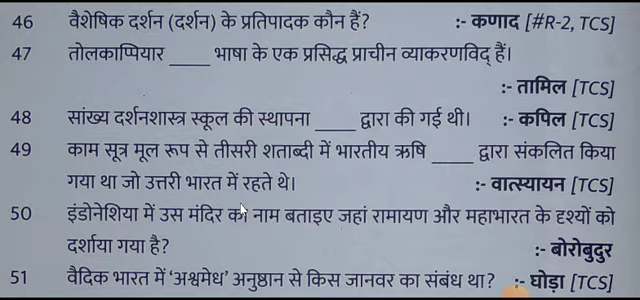 46 वैशेषिक दर्शन (दर्शन) के प्रतिपादक कौन हैं? :- कणाद [#R-2, TCS]
47 तोलकाप्पियार _____ भाषा के एक प्रसिद्ध प्राचीन व्याकरणविद् हैं।
:- तामिल [TCS]
48 सांख्य दर्शनशास्त्र स्कूल की स्थापना _____ द्वारा की गई थी। :- कपिल [TCS]
49 काम सूत्र मूल रूप से तीसरी शताब्दी में भारतीय ऋषि _____ द्वारा संकलित किया
गया था जो उत्तरी भारत में रहते थे। :- वात्स्यायन [TCS]
50 इंडोनेशिया में उस मंदिर का नाम बताइए जहां रामायण और महाभारत के दृश्यों को
दर्शाया गया है? :- बोरोबुदुर
51 वैदिक भारत में ‘अश्वमेध’ अनुष्ठान से किस जानवर का संबंध था? :- घोड़ा [TCS]